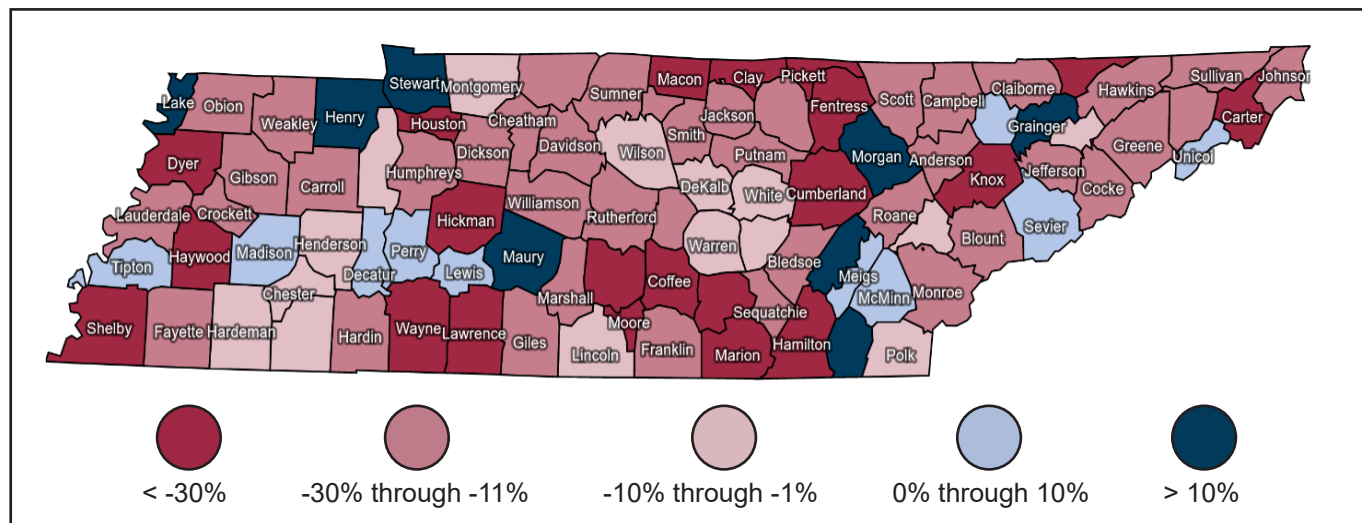 Stewart Montgomery Macon Clay Pickett Claiborne Sullivan Johnson
Lake Obion Sumner Fentress Scott Campbell Hawkins
Weakley Henry Houston Cheatham Jackson Grainger Carter
Dyer Dickson Davidson Wilson Smith Putnam Morgan Anderson Greene Unicoi
Gibson Carroll Humphreys DeKalb White Cumberland Knox Jefferson Cocke
Lauderdale Crockett Hickman Williamson Rutherford Roane Blount Sevier
Tipton Haywood Madison Henderson Decatur Perry Lewis Maury Warren Bledsoe Meigs
Chester Marshall Coffee McMinn Monroe
Shelby Fayette Hardeman Hardin Wayne Lawrence Giles Lincoln Moore Franklin Sequatchie Marion Hamilton Polk
< -30%
-30% through -11%
-10% through -1%
0% through 10%
> 10%